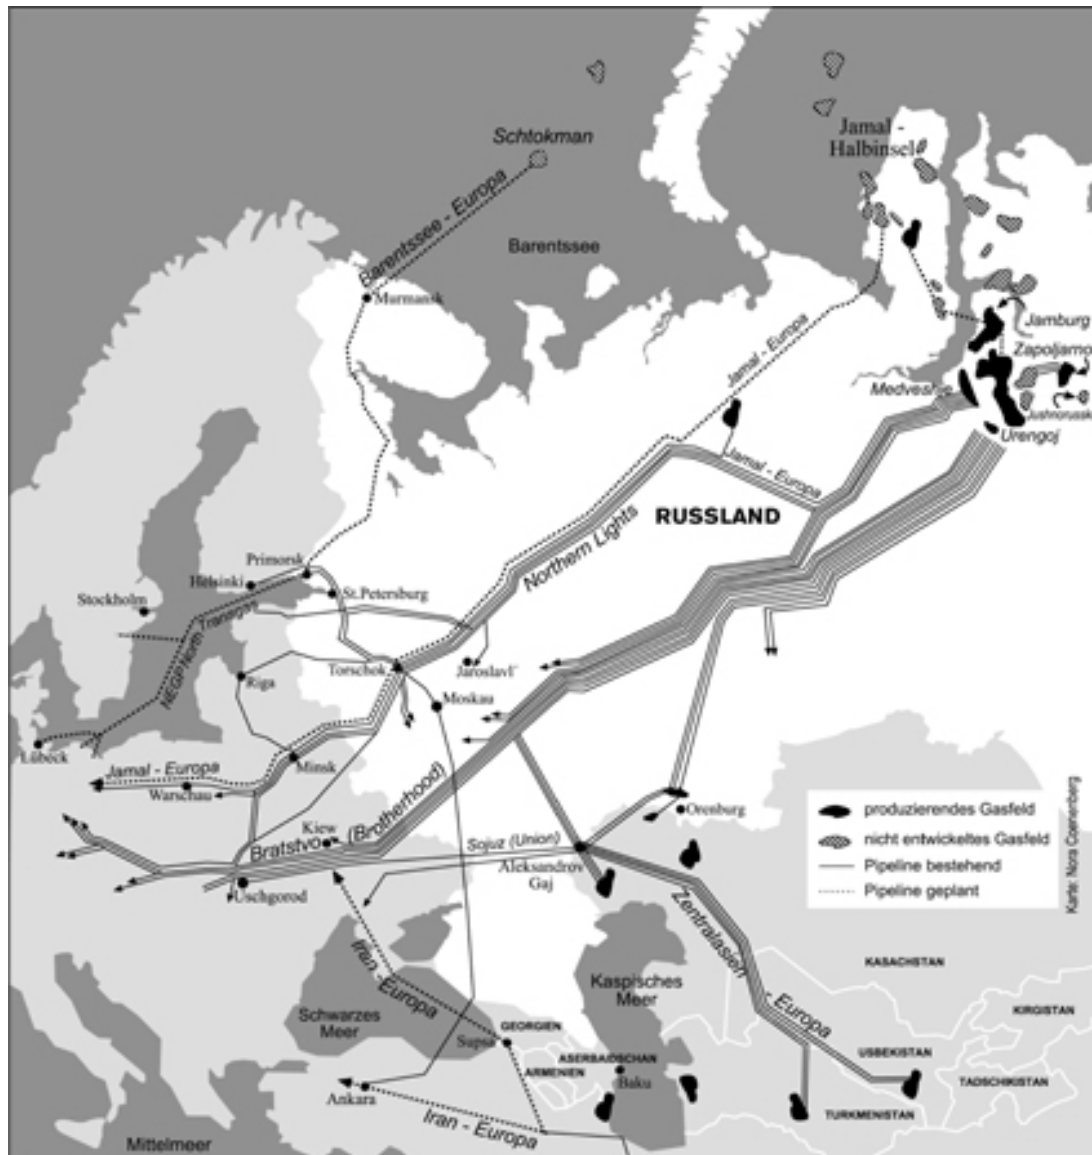 Schtokman
Jamal
Halbinsel
Barentssee - Europa
Barentssee
Murmansk
Jamburg
Jamal - Europa
Medveshje
Urengoj
Jamal - Europa
RUSSLAND
Northern Lights
Primorsk
Helsinki
Stockholm
St.Petersburg
NEGP North Transgas
Torschok
Jaroslavl'
Riga
Moskau
Lübeck
Minsk
Jamal - Europa
Warschau
Orenburg
produzierendes Gasfeld
nicht entwickeltes Gasfeld
Pipeline bestehend
Pipeline geplant
Karte: Nora Coenenberg
Kiew
Bratstvo (Brotherhood)
Sojuz (Union)
Aleksandrov
Gaj
Uschgorod
Zentralasien - Europa
Iran - Europa
KASACHSTAN
Kaspisches
Meer
Schwarzes
Meer
GEORGIEN
KIRGISTAN
Supsa
ASERBAIDSCHAN
USBEKISTAN
ARMENIEN
Baku
TADSCHIKISTAN
Ankara
Iran - Europa
TURKMENISTAN
Mittelmeer